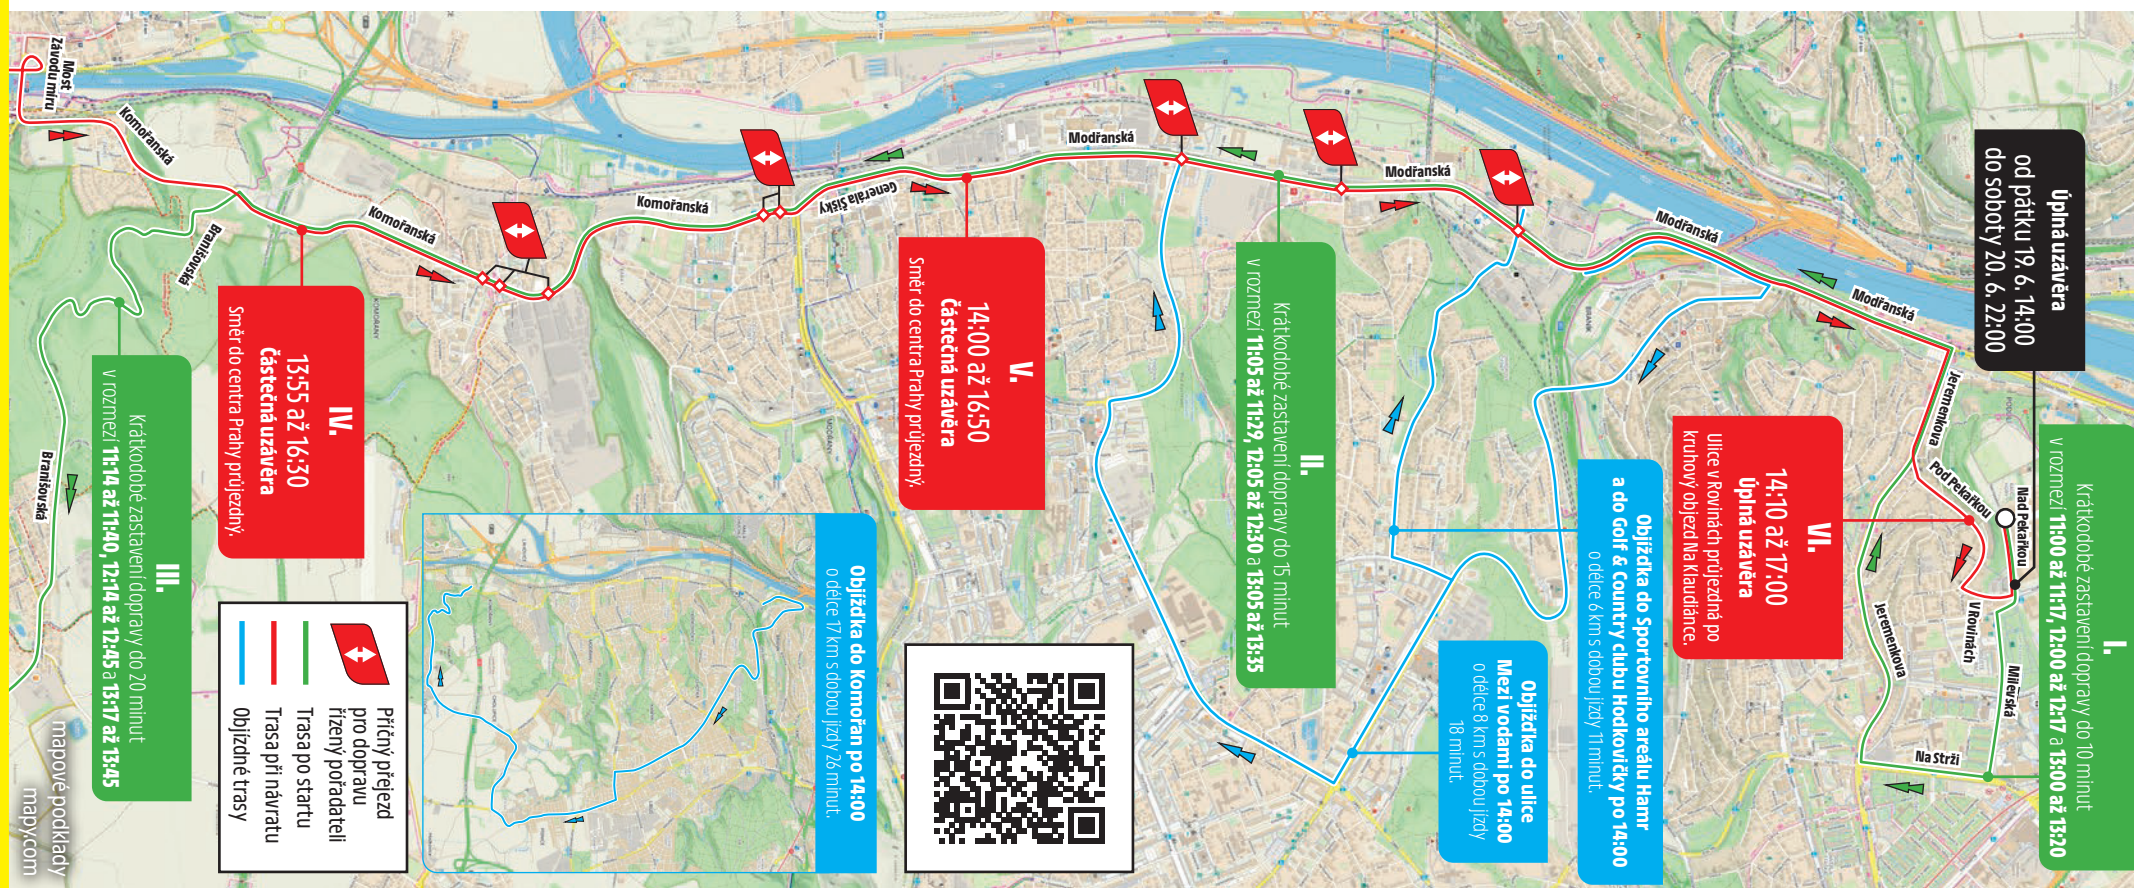 I.
Krátkodobé zastavení dopravy do 10 minut
v rozmezí 11:00 až 11:17, 12:00 až 12:17 a 13:00 až 13:20
Úplná uzávěra
od pátku 19. 6. 14:00
do soboty 20. 6. 22:00
VI.
14:10 až 17:00
Úplná uzávěra
Ulice v Rovinách průjezdná po
kruhový objezd Na Klaudiánce.
Objížďka do Sportovního areálu Hamr
a do Golf & Country clubu Hodkovičky po 14:00
o délce 6 km s dobou jízdy 11 minut.
Objížďka do ulice
Mezi vodami po 14:00
o délce 8 km s dobou jízdy
18 minut.
II.
Krátkodobé zastavení dopravy do 15 minut
v rozmezí 11:05 až 11:29, 12:05 až 12:30 a 13:05 až 13:35
V.
14:00 až 16:50
Částečná uzávěra
Směr do centra Prahy průjezdný.
Objížďka do Komořan po 14:00
o délce 17 km s dobou jízdy 26 minut.
IV.
13:55 až 16:30
Částečná uzávěra
Směr do centra Prahy průjezdný.
III.
Krátkodobé zastavení dopravy do 20 minut
v rozmezí 11:14 až 11:40, 12:14 až 12:45 a 13:17 až 13:45
Příčný přejezd
pro dopravu
řízený pořadateli
Trasa po startu
Trasa při návratu
Objízdné trasy
mapové podklady
mapy.com
Most
Závodu míru
Komořanská
Branišovská
Branišovská
Komořanská
Komořanská
Generála Šišky
Modřanská
Modřanská
Modřanská
Modřanská
Jeremenkova
Pod Pekařkou
Nad Pekařkou
V Rovinách
Jeremenkova
Milevská
Na Strži
KOMOŘANY
MODŘANY
BRANÍK